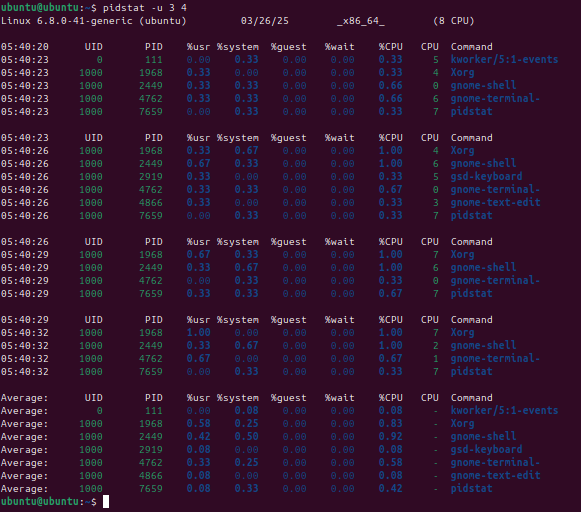 ubuntu@ubuntu:~$ pidstat -u 3 4
Linux 6.8.0-41-generic (ubuntu) 03/26/25 _x86_64_ (8 CPU)
05:40:20 UID PID %usr %system %guest %wait %CPU CPU Command
05:40:23 0 111 0.00 0.33 0.00 0.00 0.33 5 kworker/5:1-events
05:40:23 1000 1968 0.33 0.00 0.00 0.00 0.33 4 Xorg
05:40:23 1000 2449 0.33 0.33 0.00 0.00 0.66 0 gnome-shell
05:40:23 1000 4762 0.33 0.33 0.00 0.00 0.66 6 gnome-terminal-
05:40:23 1000 7659 0.00 0.33 0.00 0.00 0.33 7 pidstat
05:40:23 UID PID %usr %system %guest %wait %CPU CPU Command
05:40:26 1000 1968 0.33 0.67 0.00 0.00 1.00 4 Xorg
05:40:26 1000 2449 0.67 0.33 0.00 0.00 1.00 6 gnome-shell
05:40:26 1000 2919 0.33 0.00 0.00 0.00 0.33 5 gsd-keyboard
05:40:26 1000 4762 0.33 0.33 0.00 0.00 0.67 0 gnome-terminal-
05:40:26 1000 4866 0.33 0.00 0.00 0.00 0.33 3 gnome-text-edit
05:40:26 1000 7659 0.00 0.33 0.00 0.00 0.33 7 pidstat
05:40:26 UID PID %usr %system %guest %wait %CPU CPU Command
05:40:29 1000 1968 0.67 0.33 0.00 0.00 1.00 7 Xorg
05:40:29 1000 2449 0.33 0.67 0.00 0.00 1.00 6 gnome-shell
05:40:29 1000 4762 0.00 0.33 0.00 0.00 0.33 0 gnome-terminal-
05:40:29 1000 7659 0.33 0.33 0.00 0.00 0.67 7 pidstat
05:40:29 UID PID %usr %system %guest %wait %CPU CPU Command
05:40:32 1000 1968 1.00 0.00 0.00 0.00 1.00 7 Xorg
05:40:32 1000 2449 0.33 0.67 0.00 0.00 1.00 2 gnome-shell
05:40:32 1000 4762 0.67 0.00 0.00 0.00 0.67 1 gnome-terminal-
05:40:32 1000 7659 0.00 0.33 0.00 0.00 0.33 7 pidstat
Average: UID PID %usr %system %guest %wait %CPU CPU Command
Average: 0 111 0.00 0.08 0.00 0.00 0.08 - kworker/5:1-events
Average: 1000 1968 0.58 0.25 0.00 0.00 0.83 - Xorg
Average: 1000 2449 0.42 0.50 0.00 0.00 0.92 - gnome-shell
Average: 1000 2919 0.08 0.00 0.00 0.00 0.08 - gsd-keyboard
Average: 1000 4762 0.33 0.25 0.00 0.00 0.58 - gnome-terminal-
Average: 1000 4866 0.08 0.00 0.00 0.00 0.08 - gnome-text-edit
Average: 1000 7659 0.08 0.33 0.00 0.00 0.42 - pidstat
ubuntu@ubuntu:~$